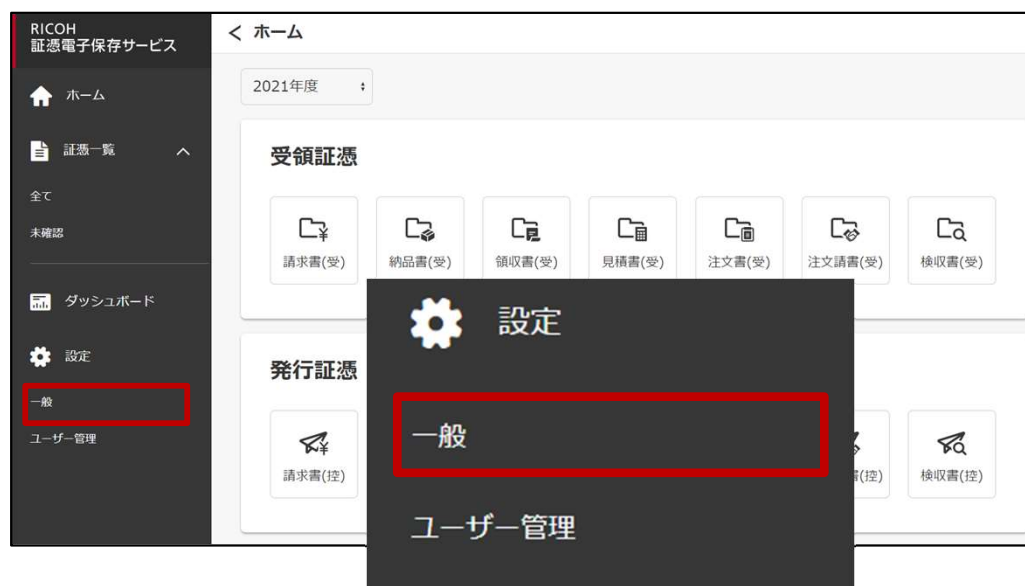 RICOH
証憑電子保存サービス
ホーム
証憑一覧
全て
未確認
ダッシュボード
設定
一般
ユーザー管理
< ホーム
2021年度
受領証憑
請求書(受)
納品書(受)
領収書(受)
見積書(受)
注文書(受)
注文請書(受)
検収書(受)
発行証憑
請求書(控)
書(控)
検収書(控)
設定
一般
ユーザー管理